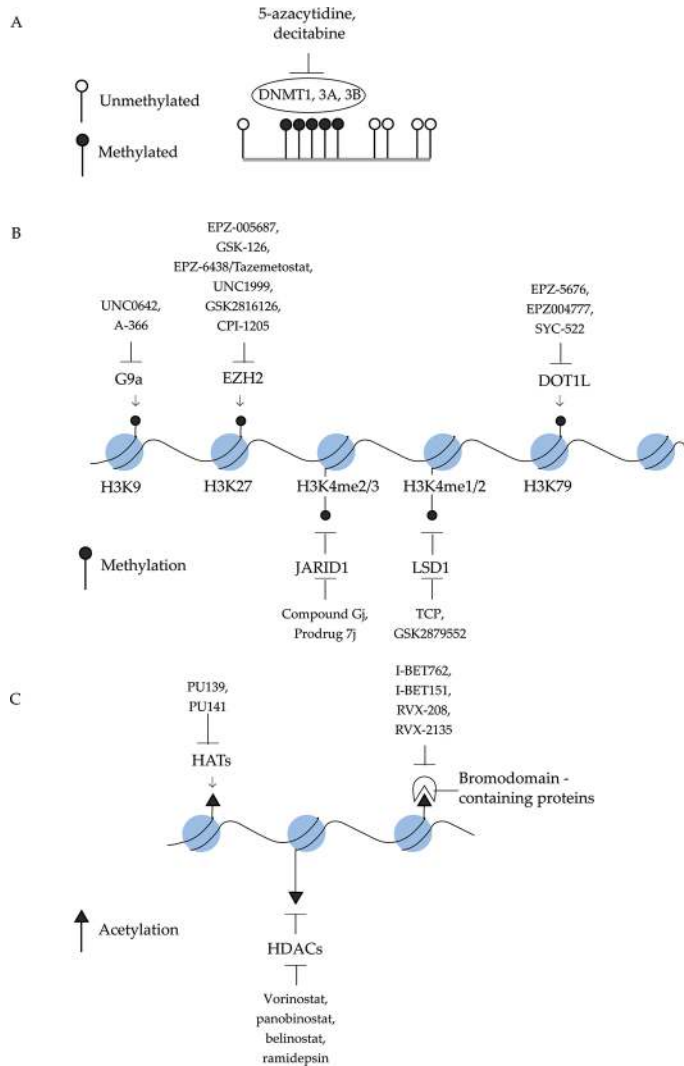 A
5-azacytidine,
decitabine
DNMT1, 3A, 3B
Unmethylated
Methylated
B
EPZ-005687,
GSK-126,
EPZ-6438/Tazemetostat,
UNC1999,
GSK2816126,
CPI-1205
UNC0642,
A-366
EPZ-5676,
EPZ004777,
SYC-522
G9a
EZH2
DOT1L
H3K9
H3K27
H3K4me2/3
H3K4me1/2
H3K79
Methylation
JARID1
LSD1
Compound Gj,
Prodrug 7j
TCP,
GSK2879552
C
PU139,
PU141
I-BET762,
I-BET151,
RVX-208,
RVX-2135
HATs
Bromodomain -
containing proteins
Acetylation
HDACs
Vorinostat,
panobinostat,
belinostat,
ramidepsin